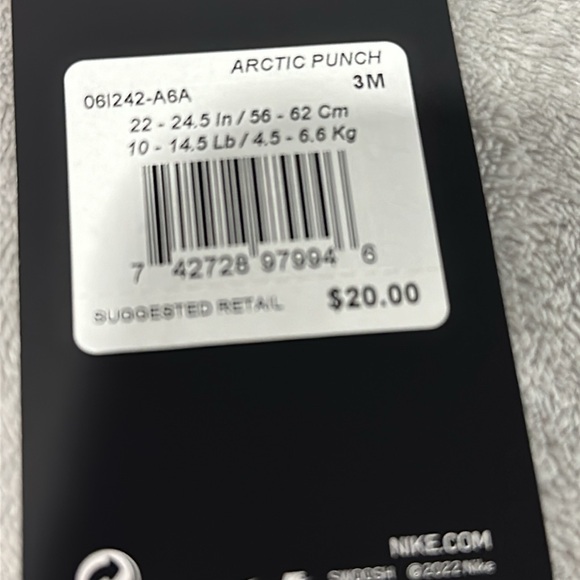 ARCTIC PUNCH
3M
06I242-A6A
22 - 24.5 In / 56 - 62 Cm
10 - 14.5 Lb / 4.5 - 6.6 Kg
7 42728 97994 6
SUGGESTED RETAIL $20.00
NIKE.COM
SWOOSH ©2022 Nike